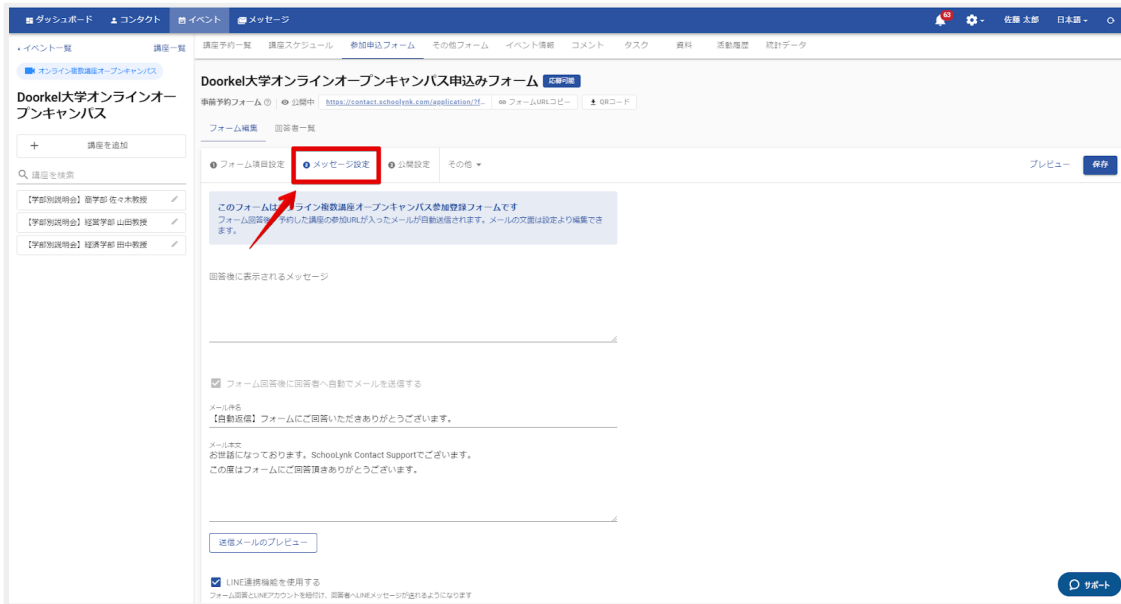 ダッシュボード コンタクト イベント メッセージ 63 佐藤 太郎 日本語
イベント一覧 講座一覧
オンライン複数講座オープンキャンパス
Doorkel大学オンラインオープンキャンパス
+ 講座を追加
講座を検索
【学部別説明会】商学部 佐々木教授
【学部別説明会】経営学部 山田教授
【学部別説明会】経済学部 田中教授
講座予約一覧 講座スケジュール 参加申込フォーム その他フォーム イベント情報 コメント タスク 資料 活動履歴 統計データ
Doorkel大学オンラインオープンキャンパス申込みフォーム 応募可能
事前予約フォーム 公開中 https://contact.schoolynk.com/application/?f… フォームURLコピー QRコード
フォーム編集 回答者一覧
❶ フォーム項目設定 ❷ メッセージ設定 ❸ 公開設定 その他 プレビュー 保存
このフォームは ライン複数講座オープンキャンパス参加登録フォームです
フォーム回答後 予約した講座の参加URLが入ったメールが自動送信されます。メールの文面は設定より編集でき
ます。
回答後に表示されるメッセージ
フォーム回答後に回答者へ自動でメールを送信する
メール件名
【自動返信】フォームにご回答いただきありがとうございます。
メール本文
お世話になっております。SchooLynk Contact Supportでございます。
この度はフォームにご回答頂きありがとうございます。
送信メールのプレビュー
LINE連携機能を使用する
フォーム回答とLINEアカウントを紐付け、回答者へLINEメッセージが送れるようになります
サポート